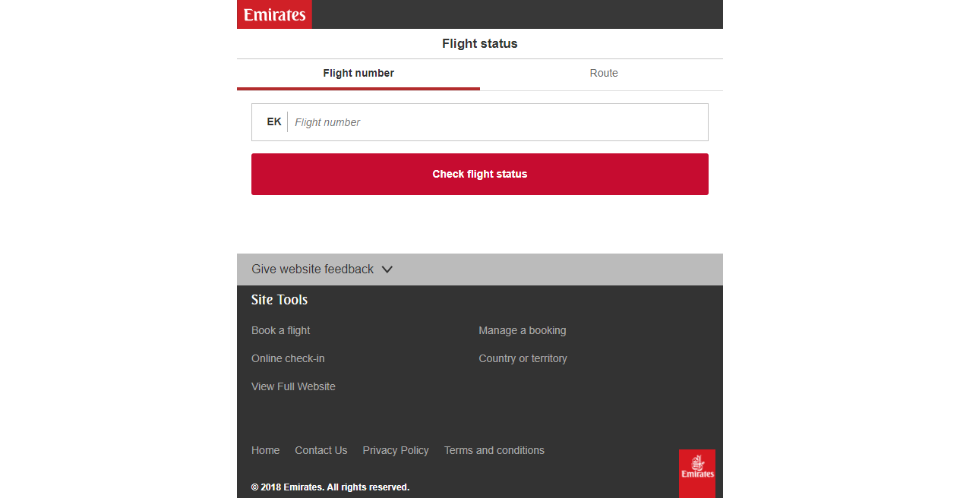 Emirates
Flight status
Flight number Route
EK Flight number
Check flight status
Give website feedback
Site Tools
Book a flight Manage a booking
Online check-in Country or territory
View Full Website
Home Contact Us Privacy Policy Terms and conditions
Emirates
© 2018 Emirates. All rights reserved.